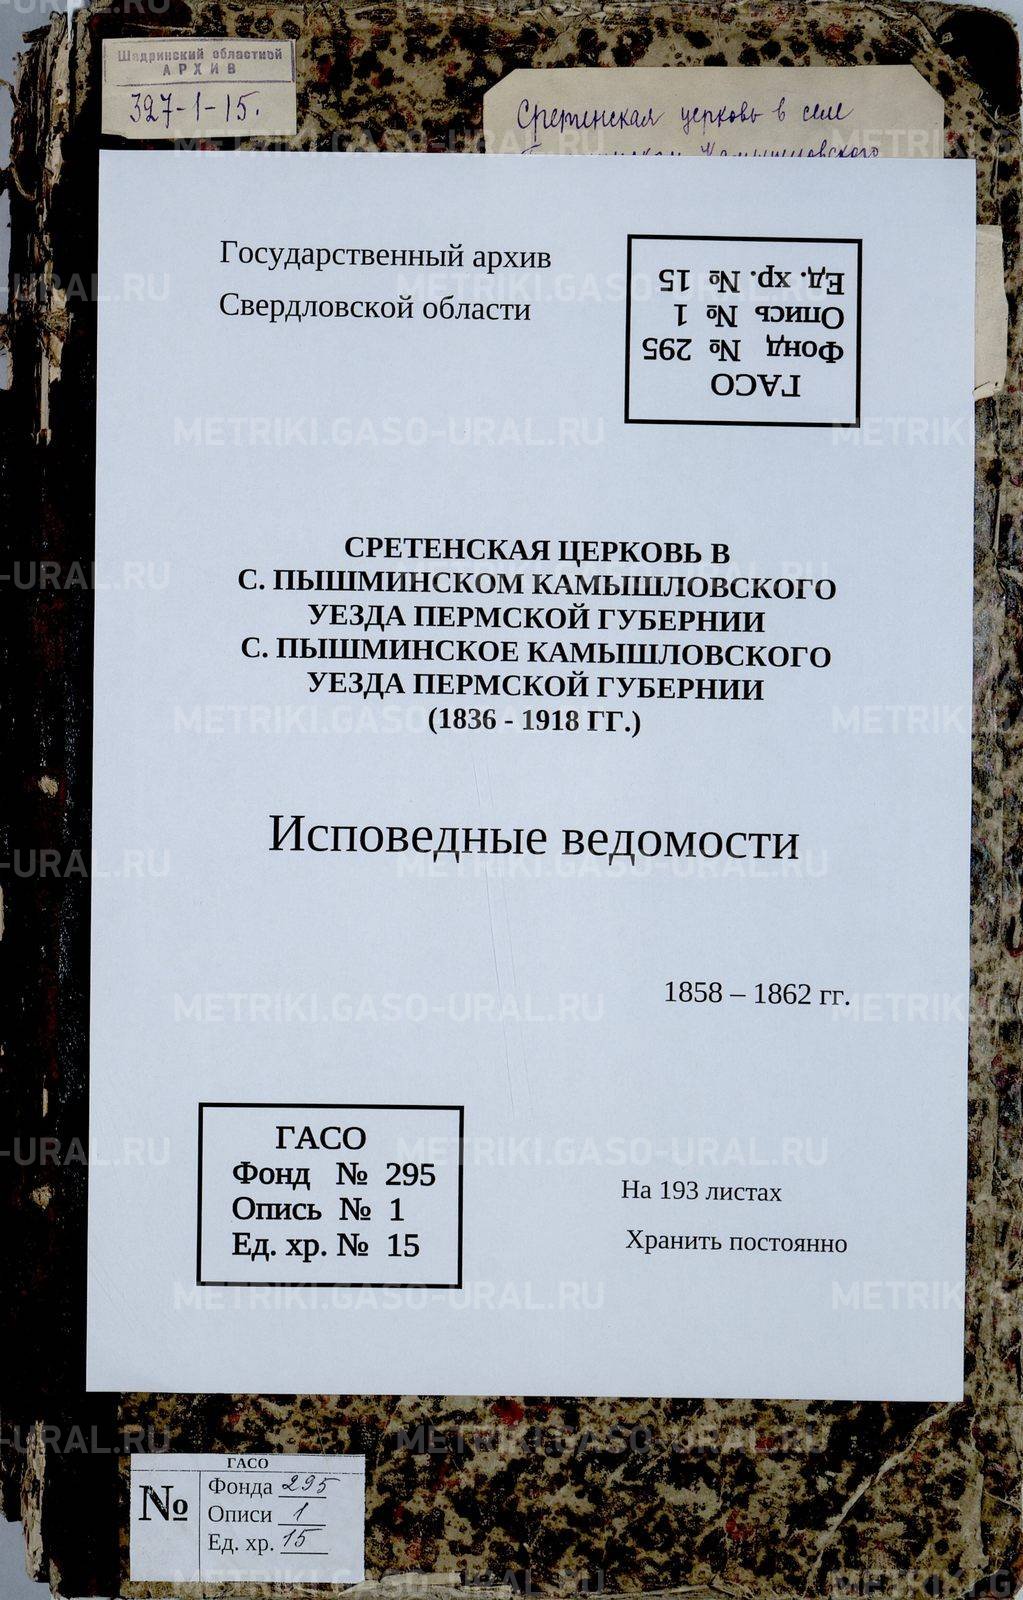 Шадринский областной
АРХИВ
327-1-15.
Сретенская церковь в селе
Камышловского
Государственный архив
Свердловской области
ГАСО
Фонд № 295
Опись № 1
Ед. хр. № 15
СРЕТЕНСКАЯ ЦЕРКОВЬ В
С. ПЫШМИНСКОМ КАМЫШЛОВСКОГО
УЕЗДА ПЕРМСКОЙ ГУБЕРНИИ
С. ПЫШМИНСКОЕ КАМЫШЛОВСКОГО
УЕЗДА ПЕРМСКОЙ ГУБЕРНИИ
(1836 - 1918 ГГ.)
Исповедные ведомости
1858 – 1862 гг.
ГАСО
Фонд № 295
Опись № 1
Ед. хр. № 15
На 193 листах
Хранить постоянно
ГАСО
№
Фонда 295
Описи 1
Ед. хр. 15
METRIKI.GASO-URAL.RU